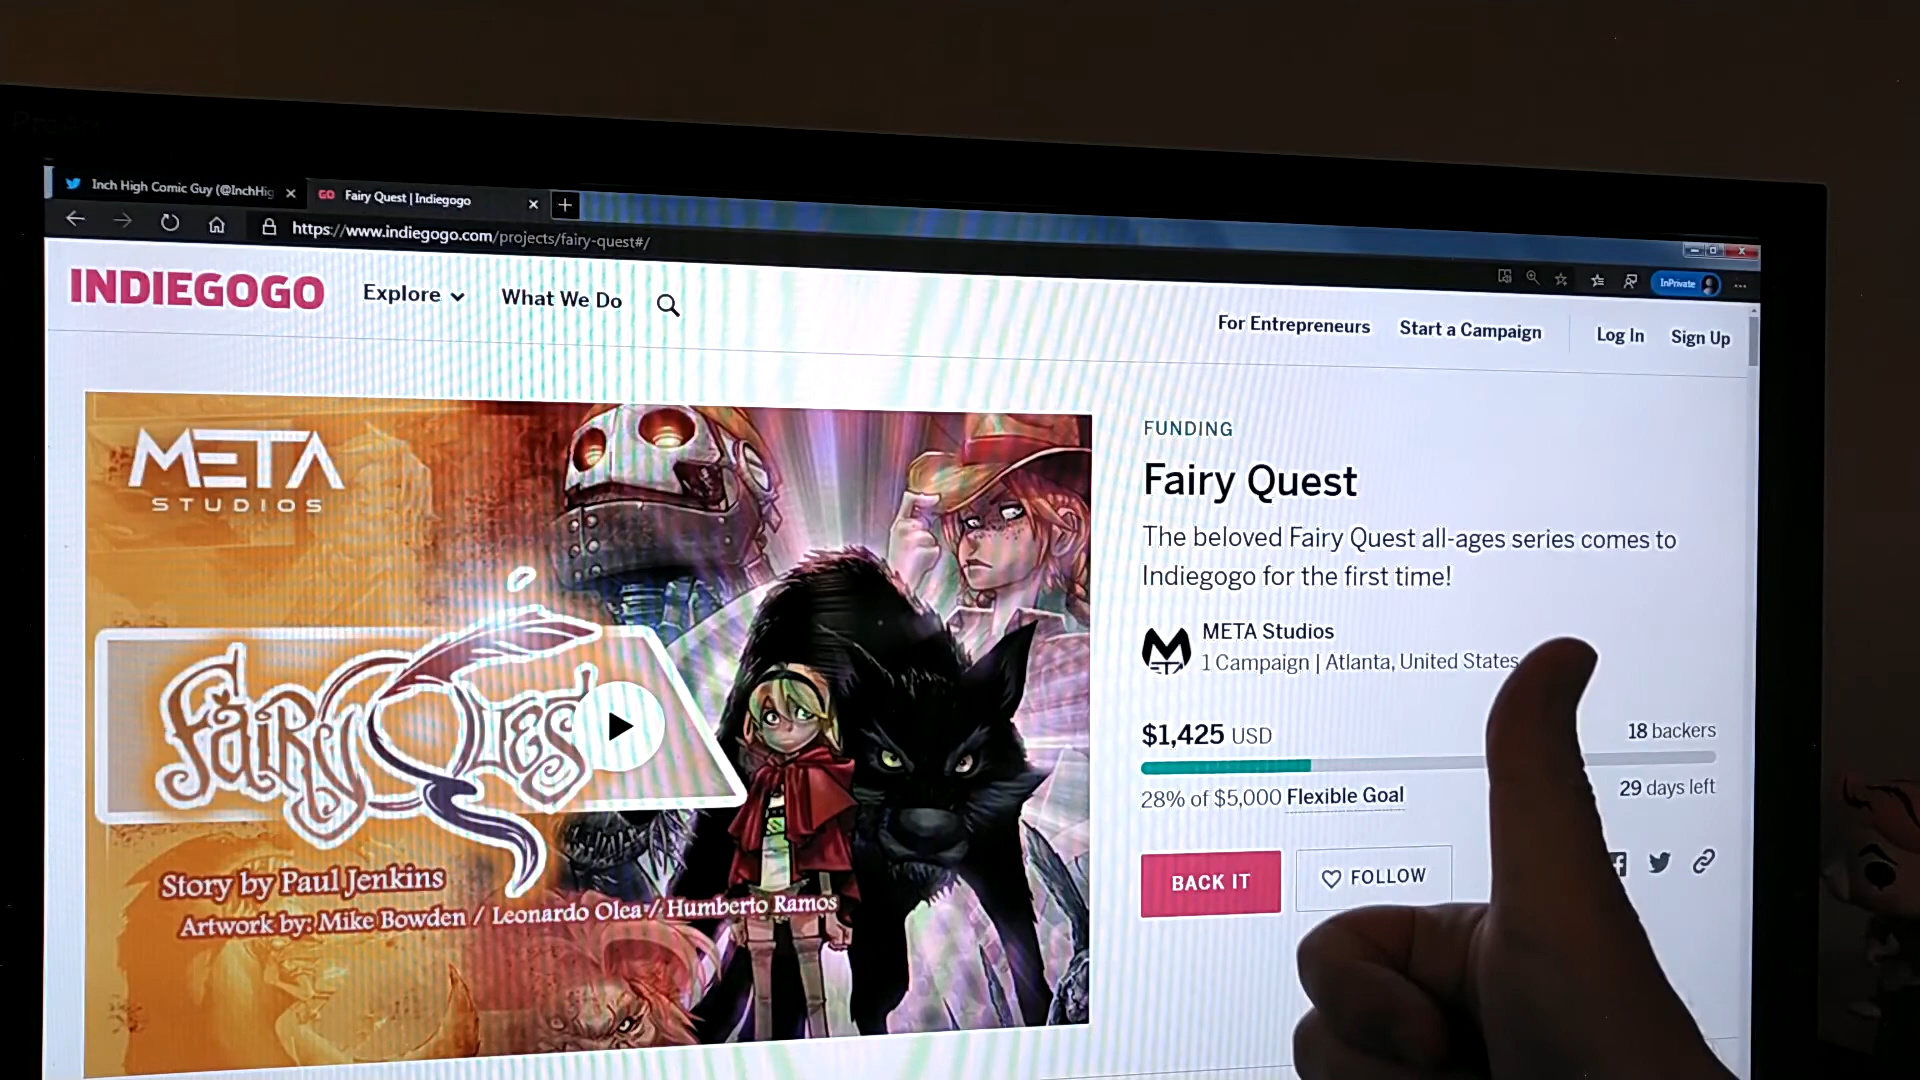 ProArt
Inch High Comic Guy (@InchHig
GO Fairy Quest | Indiegogo
https://www.indiegogo.com/projects/fairy-quest#/
InPrivate
INDIEGOGO
Explore
What We Do
For Entrepreneurs
Start a Campaign
Log In
Sign Up
META
STUDIOS
Fairy Quest
Story by Paul Jenkins
Artwork by: Mike Bowden / Leonardo Olea / Humberto Ramos
FUNDING
Fairy Quest
The beloved Fairy Quest all-ages series comes to
Indiegogo for the first time!
META Studios
1 Campaign | Atlanta, United States
$1,425 USD
18 backers
28% of $5,000 Flexible Goal
29 days left
BACK IT
FOLLOW